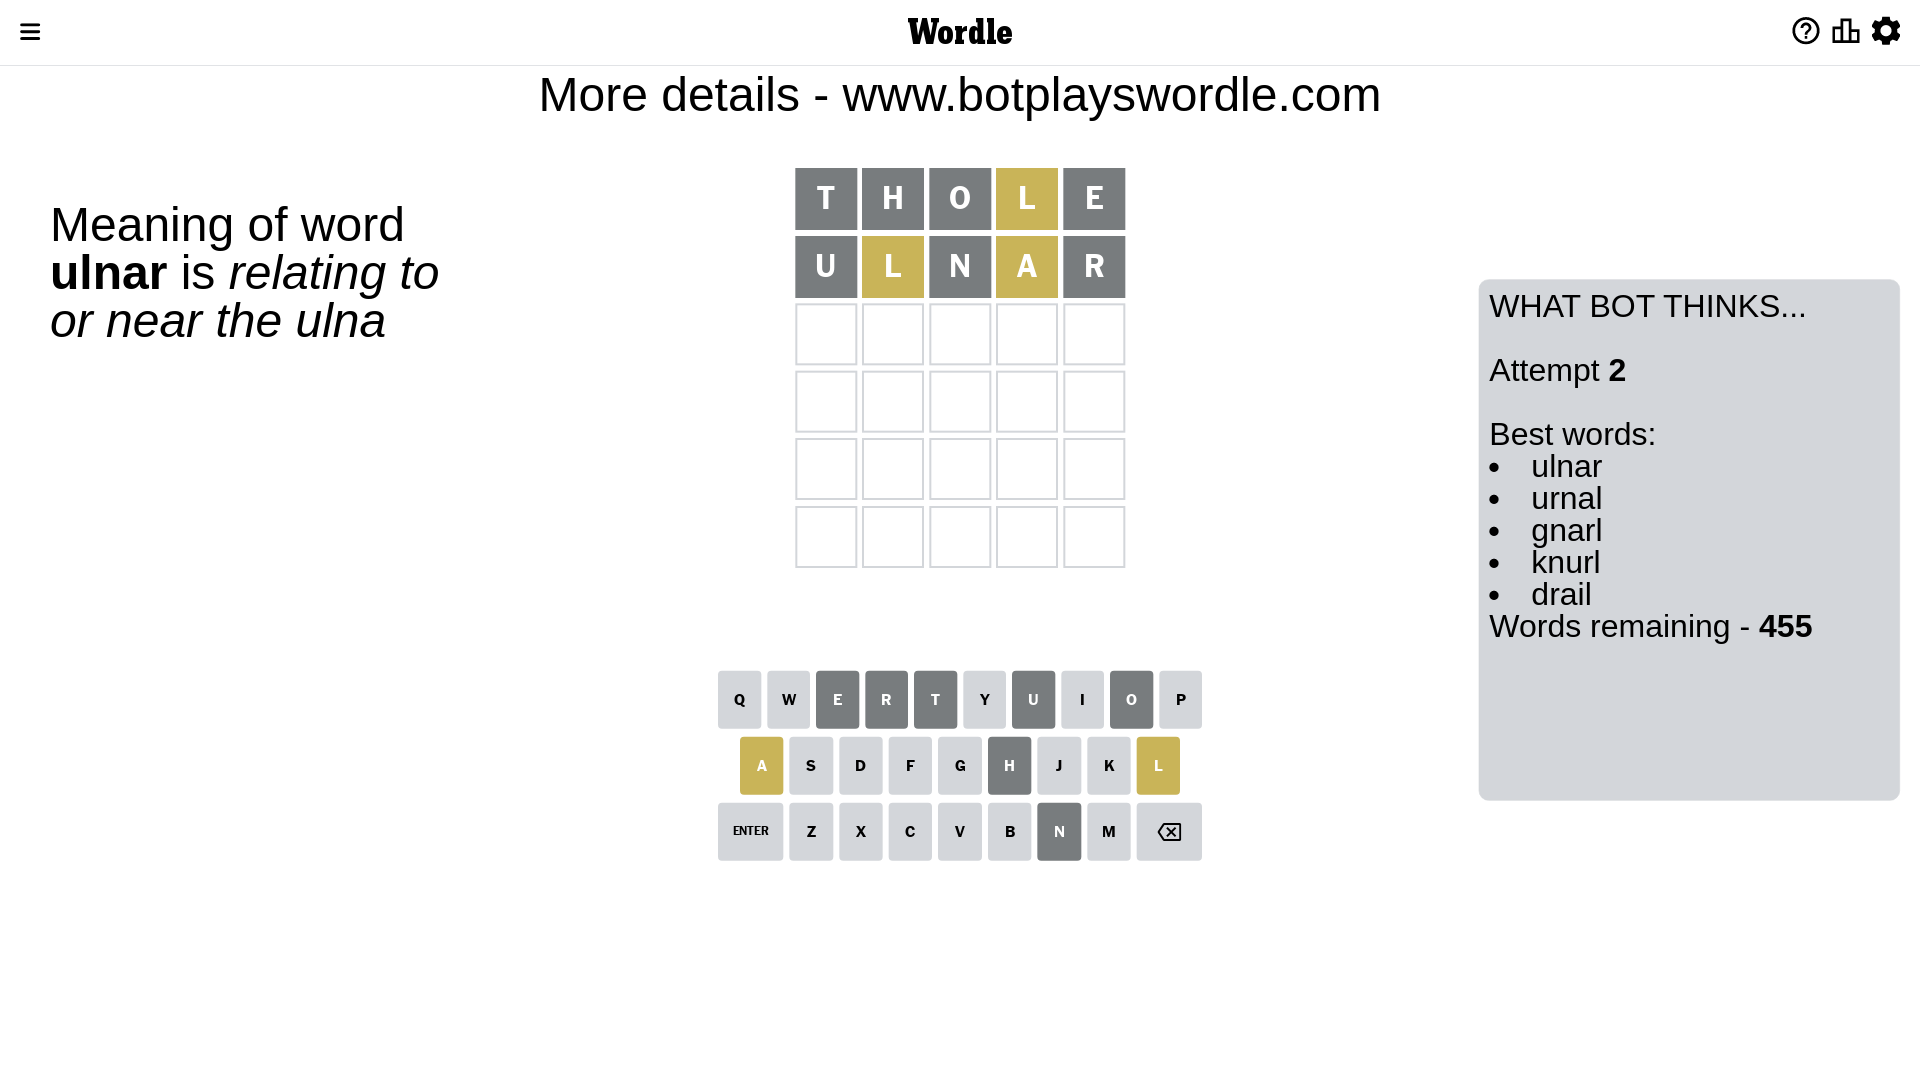 Wordle
More details - www.botplayswordle.com
Meaning of word
ulnar is relating to
or near the ulna
T H O L E
U L N A R
WHAT BOT THINKS...
Attempt 2
Best words:
• ulnar
• urnal
• gnarl
• knurl
• drail
Words remaining - 455
Q W E R T Y U I O P
A S D F G H J K L
ENTER Z X C V B N M